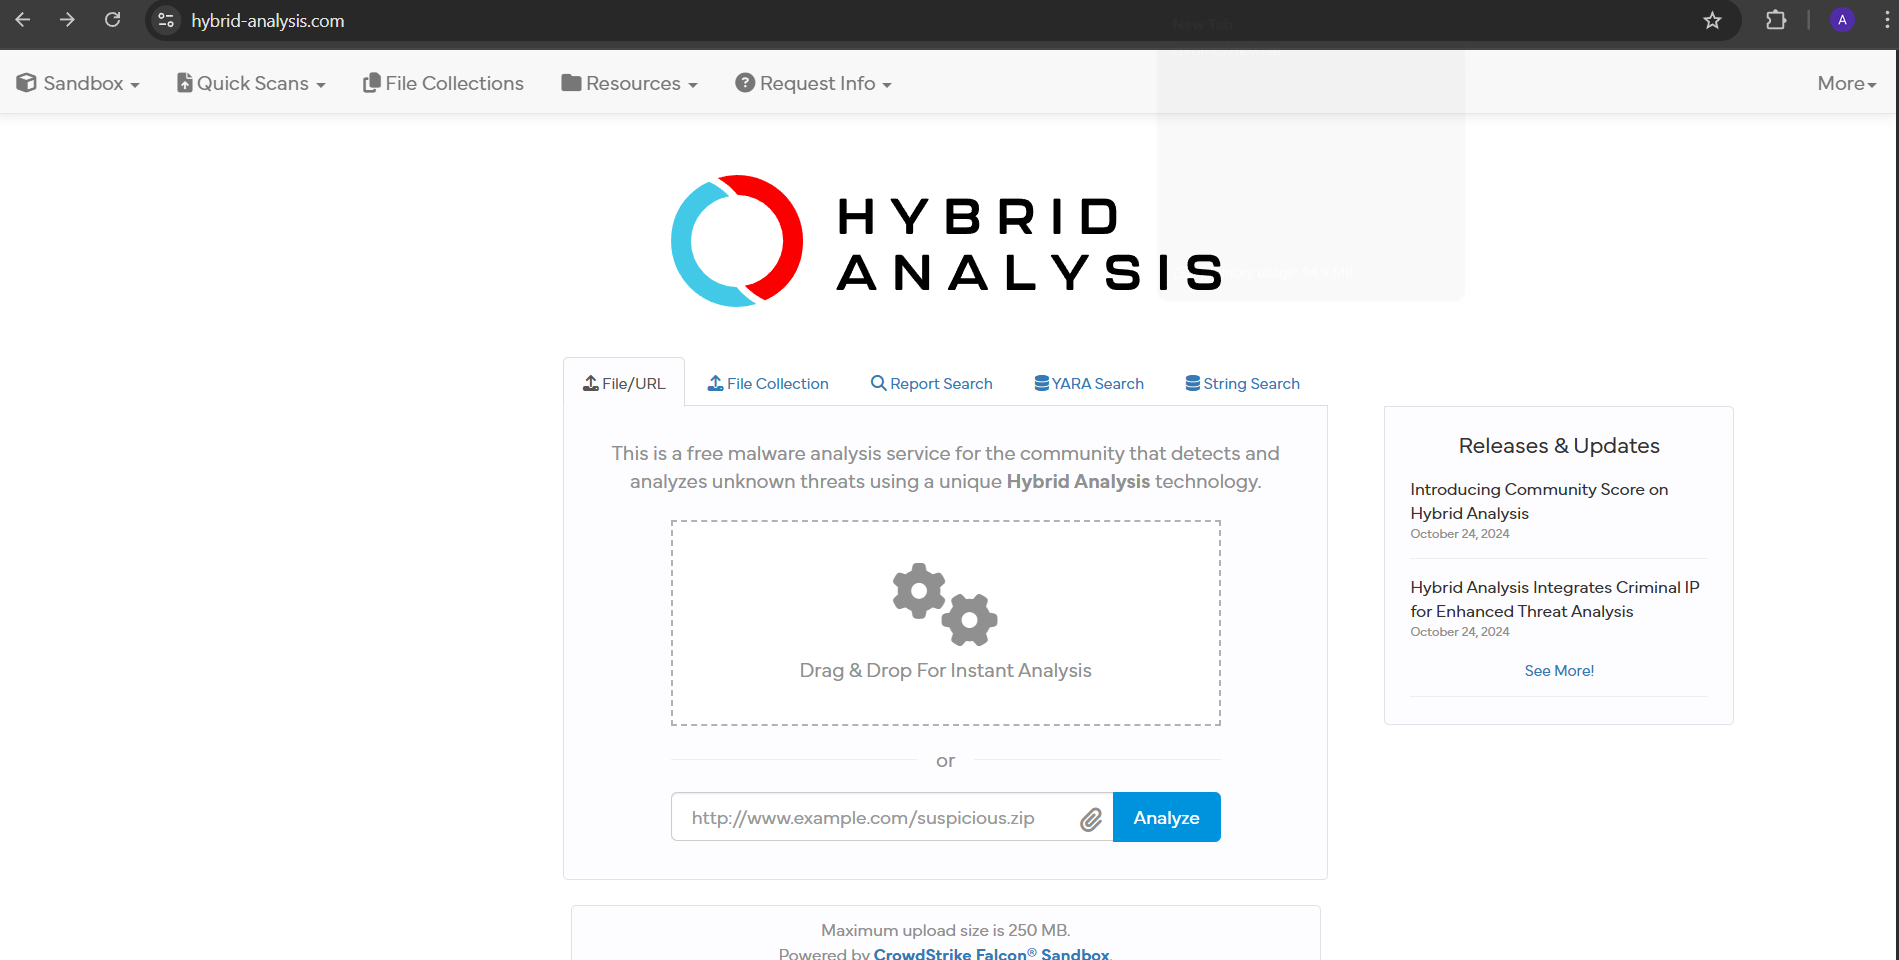 hybrid-analysis.com
A
Sandbox
Quick Scans
File Collections
Resources
Request Info
More
HYBRID
ANALYSIS
File/URL
File Collection
Report Search
YARA Search
String Search
This is a free malware analysis service for the community that detects and
analyzes unknown threats using a unique Hybrid Analysis technology.
Drag & Drop For Instant Analysis
or
http://www.example.com/suspicious.zip
Analyze
Maximum upload size is 250 MB.
Powered by CrowdStrike Falcon® Sandbox.
Releases & Updates
Introducing Community Score on
Hybrid Analysis
October 24, 2024
Hybrid Analysis Integrates Criminal IP
for Enhanced Threat Analysis
October 24, 2024
See More!